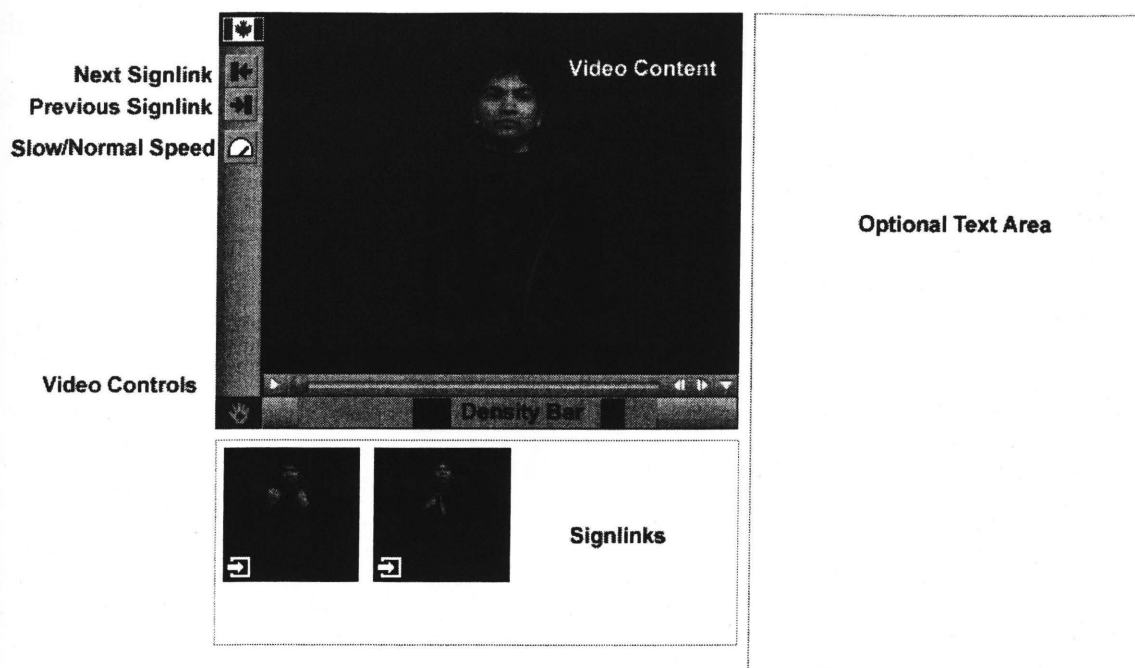 Video Content
Next Signlink
Previous Signlink
Slow/Normal Speed
Optional Text Area
Video Controls
Density Bar
Signlinks